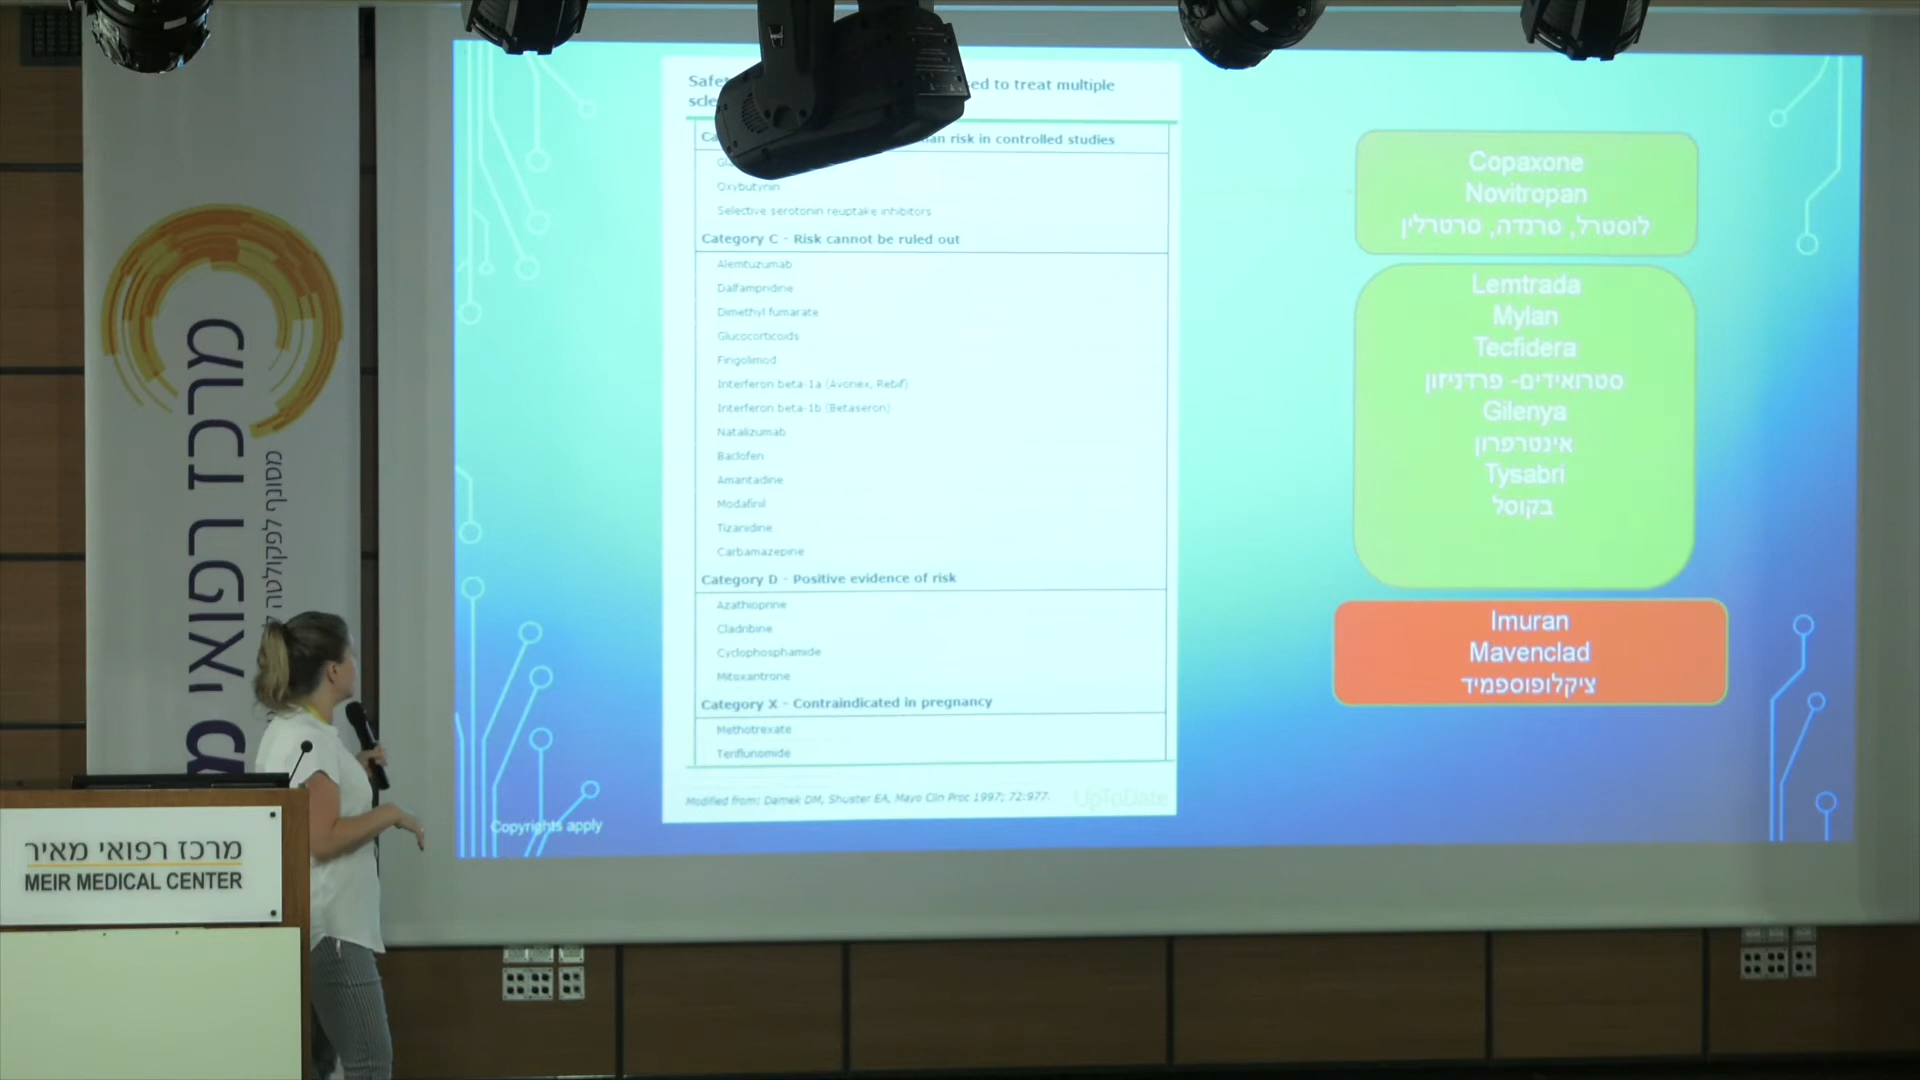 Safet ed to treat multiple
scle
Ca an risk in controlled studies
Oxybutynin
Selective serotonin reuptake inhibitors
Category C - Risk cannot be ruled out
Alemtuzumab
Dalfampridine
Dimethyl fumarate
Glucocorticoids
Fingolimod
Interferon beta-1a (Avonex, Rebif)
Interferon beta-1b (Betaseron)
Natalizumab
Baclofen
Amantadine
Modafinil
Tizanidine
Carbamazepine
Category D - Positive evidence of risk
Azathioprine
Cladribine
Cyclophosphamide
Mitoxantrone
Category X - Contraindicated in pregnancy
Methotrexate
Teriflunomide
Modified from: Damek DM, Shuster EA, Mayo Clin Proc 1997; 72:977.
UpToDate
Copyrights apply
Copaxone
Novitropan
לוסטרל, סרנדה, סרטרלין
Lemtrada
Mylan
Tecfidera
סטרואידים- פרדניזון
Gilenya
אינטרפרון
Tysabri
בקוסל
Imuran
Mavenclad
ציקלופוספמיד
מרכז רפואי מ
מסונף לפקולטה
מרכז רפואי מאיר
MEIR MEDICAL CENTER